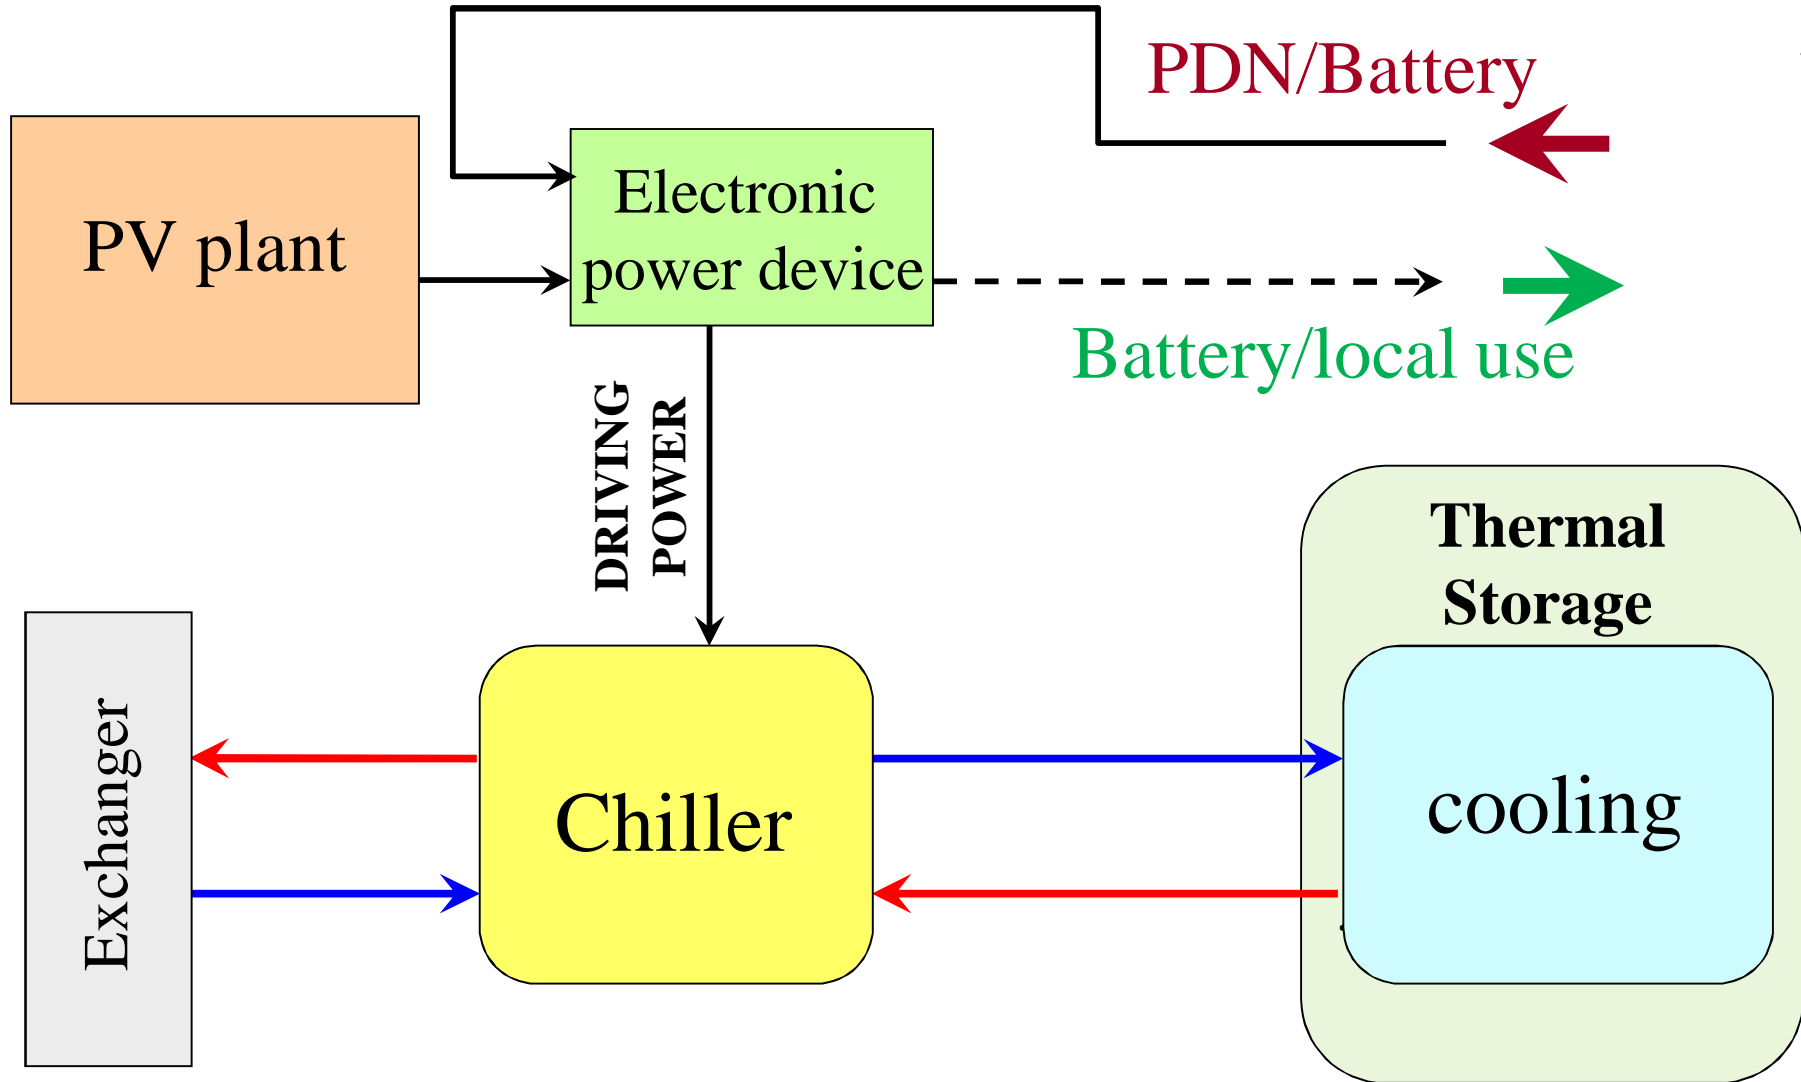 PDN/Battery
PV plant
Electronic
power device
Battery/local use
DRIVING
POWER
Thermal
Storage
Exchanger
Chiller
cooling